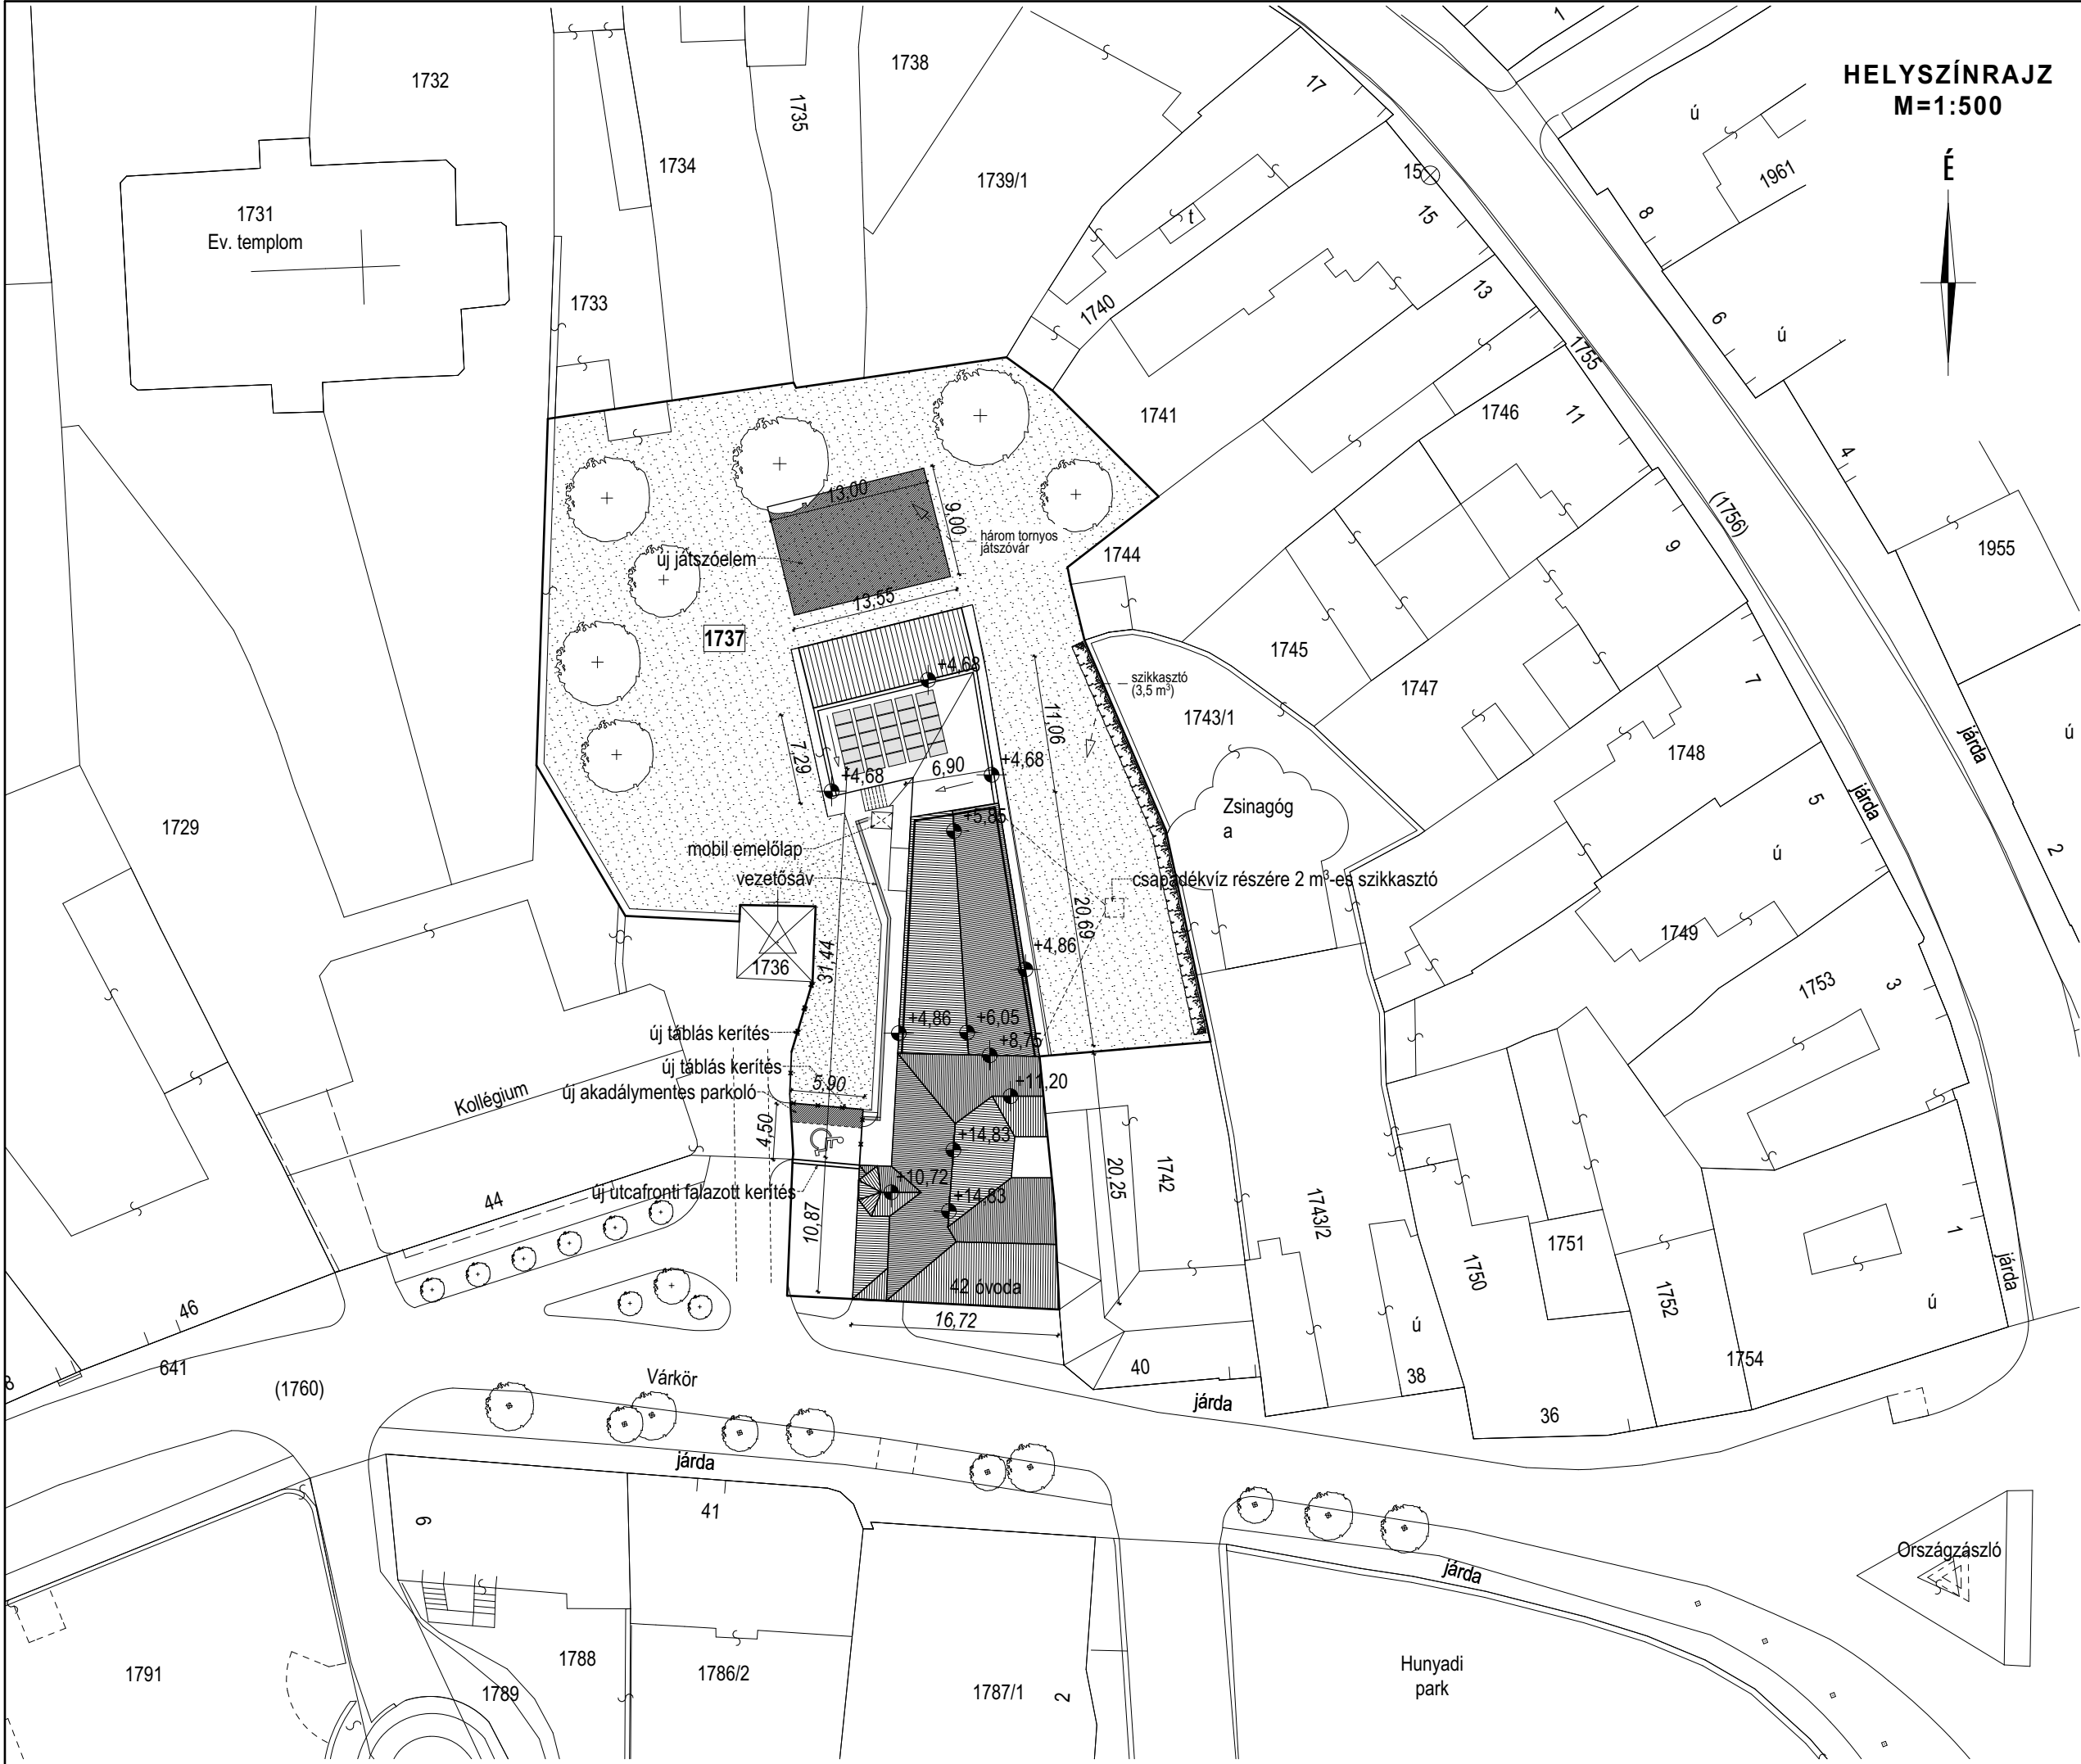 HELYSZÍNRAJZ
M=1:500
É
1
1732
1738
17
ú
1735
1734
1739/1
15
1961
1731
Ev. templom
t
15
8
1733
1740
13
6
ú
1755
1741
1746
11
4
13,00
9,00
három tornyos
játszóvár
(1756)
új játszóelem
1744
9
1955
13,55
1737
1745
+4,68
szikkasztó
(3,5 m³)
1747
7
11,06
1743/1
járda
ú
7,29
6,90
+4,68
+4,68
1748
Zsinagóg
a
5
járda
1729
+5,85
mobil emelőlap
ú
2
vezetősáv
csapadékvíz részére 2 m³-es szikkasztó
20,69
1749
+4,86
1736
31,44
1753
3
+4,86
+6,05
új táblás kerítés
+8,75
új táblás kerítés
5,90
+11,20
új akadálymentes parkoló
Kollégium
4,50
+14,83
20,25
1742
+10,72
44
új utcafronti falazott kerítés
+14,83
10,87
1743/2
1751
1
1750
járda
42 óvoda
1752
46
ú
ú
16,72
641
40
1754
8
(1760)
Várkör
38
járda
36
járda
41
6
Országzászló
járda
1788
1791
1786/2
Hunyadi
park
1789
1787/1
2